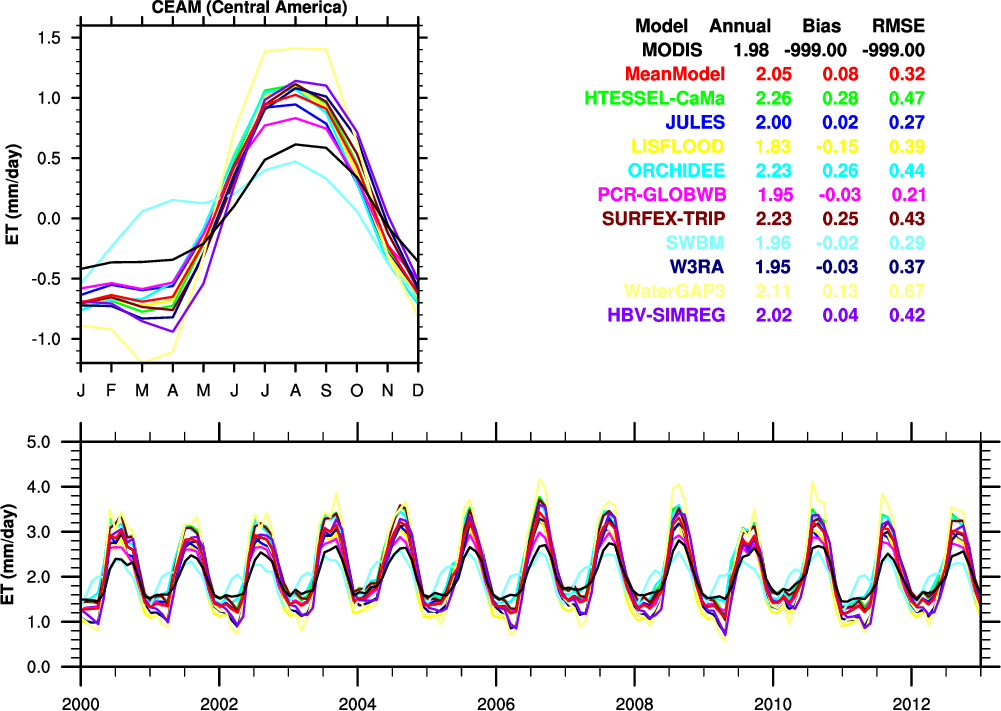 CEAM (Central America)
1.5
1.0
0.5
0.0
-0.5
-1.0
ET (mm/day)
J F M A M J J A S O N D
Model Annual Bias RMSE
MODIS 1.98 -999.00 -999.00
MeanModel 2.05 0.08 0.32
HTESSEL-CaMa 2.26 0.28 0.47
JULES 2.00 0.02 0.27
LISFLOOD 1.83 -0.15 0.39
ORCHIDEE 2.23 0.26 0.44
PCR-GLOBWB 1.95 -0.03 0.21
SURFEX-TRIP 2.23 0.25 0.43
SWBM 1.96 -0.02 0.29
W3RA 1.95 -0.03 0.37
WaterGAP3 2.11 0.13 0.67
HBV-SIMREG 2.02 0.04 0.42
5.0
4.0
3.0
2.0
1.0
0.0
ET (mm/day)
2000 2002 2004 2006 2008 2010 2012